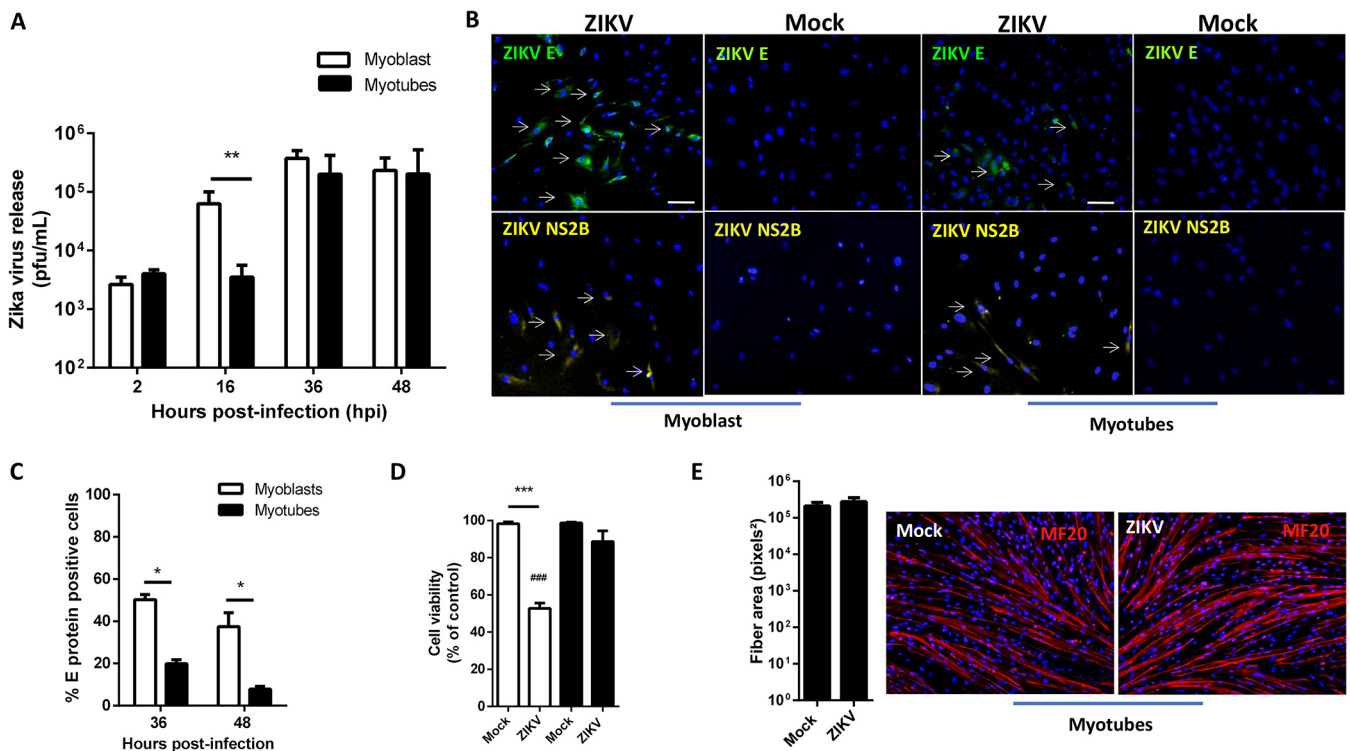 A
Myoblast
Myotubes
Zika virus release
(pfu/mL)
10⁶
10⁵
10⁴
10³
10²
**
2 16 36 48
Hours post-infection (hpi)
B
ZIKV Mock ZIKV Mock
ZIKV E ZIKV E ZIKV E ZIKV E
ZIKV NS2B ZIKV NS2B ZIKV NS2B ZIKV NS2B
Myoblast Myotubes
C
Myoblasts
Myotubes
% E protein positive cells
100
80
60
40
20
0
* *
36 48
Hours post-infection
D
Cell viability
(% of control)
100
80
60
40
20
0
***
###
Mock ZIKV Mock ZIKV
E
Fiber area (pixels²)
10⁶
10⁵
10⁴
10³
10²
10¹
10⁰
Mock ZIKV
Mock MF20 ZIKV MF20
Myotubes